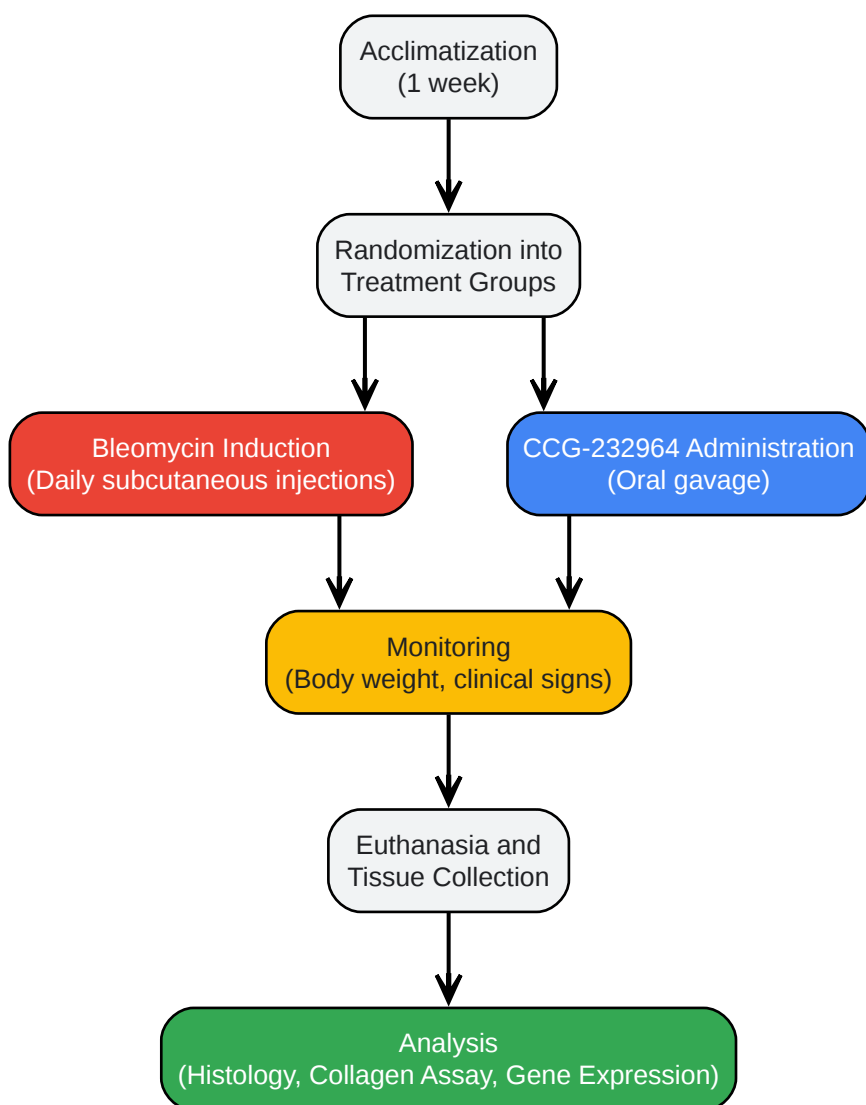 Acclimatization
(1 week)
Randomization into
Treatment Groups
Bleomycin Induction
(Daily subcutaneous injections)
CCG-232964 Administration
(Oral gavage)
Monitoring
(Body weight, clinical signs)
Euthanasia and
Tissue Collection
Analysis
(Histology, Collagen Assay, Gene Expression)